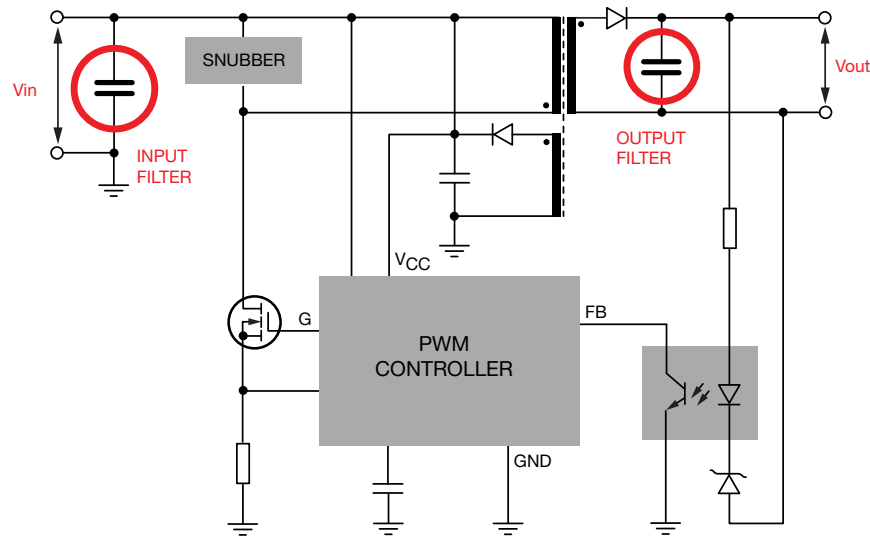 SNUBBER
Vin
Vout
INPUT
FILTER
OUTPUT
FILTER
VCC
G
FB
PWM
CONTROLLER
GND